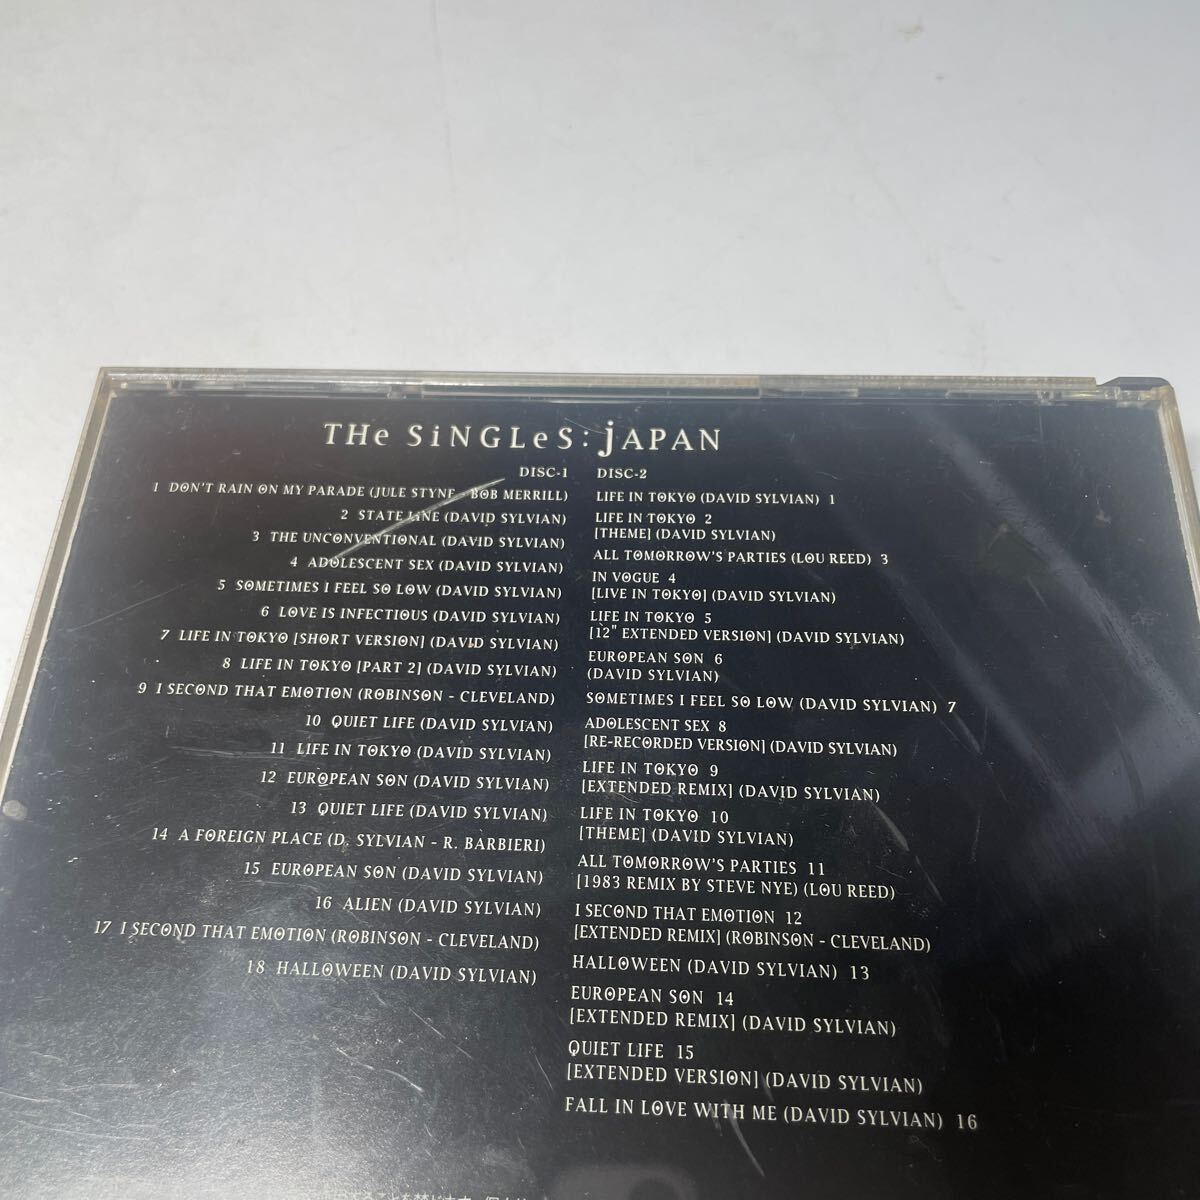 THe SiNGLeS: jAPAN
DISC-1
1 DON'T RAIN ON MY PARADE (JULE STYNE - BOB MERRILL)
2 STATE LINE (DAVID SYLVIAN)
3 THE UNCONVENTIONAL (DAVID SYLVIAN)
4 ADOLESCENT SEX (DAVID SYLVIAN)
5 SOMETIMES I FEEL SO LOW (DAVID SYLVIAN)
6 LOVE IS INFECTIOUS (DAVID SYLVIAN)
7 LIFE IN TOKYO [SHORT VERSION] (DAVID SYLVIAN)
8 LIFE IN TOKYO [PART 2] (DAVID SYLVIAN)
9 I SECOND THAT EMOTION (ROBINSON - CLEVELAND)
10 QUIET LIFE (DAVID SYLVIAN)
11 LIFE IN TOKYO (DAVID SYLVIAN)
12 EUROPEAN SON (DAVID SYLVIAN)
13 QUIET LIFE (DAVID SYLVIAN)
14 A FOREIGN PLACE (D. SYLVIAN - R. BARBIERI)
15 EUROPEAN SON (DAVID SYLVIAN)
16 ALIEN (DAVID SYLVIAN)
17 I SECOND THAT EMOTION (ROBINSON - CLEVELAND)
18 HALLOWEEN (DAVID SYLVIAN)
DISC-2
LIFE IN TOKYO (DAVID SYLVIAN) 1
LIFE IN TOKYO 2
[THEME] (DAVID SYLVIAN)
ALL TOMORROW'S PARTIES (LOU REED) 3
IN VOGUE 4
[LIVE IN TOKYO] (DAVID SYLVIAN)
LIFE IN TOKYO 5
[12" EXTENDED VERSION] (DAVID SYLVIAN)
EUROPEAN SON 6
(DAVID SYLVIAN)
SOMETIMES I FEEL SO LOW (DAVID SYLVIAN) 7
ADOLESCENT SEX 8
[RE-RECORDED VERSION] (DAVID SYLVIAN)
LIFE IN TOKYO 9
[EXTENDED REMIX] (DAVID SYLVIAN)
LIFE IN TOKYO 10
[THEME] (DAVID SYLVIAN)
ALL TOMORROW'S PARTIES 11
[1983 REMIX BY STEVE NYE) (LOU REED)
I SECOND THAT EMOTION 12
[EXTENDED REMIX] (ROBINSON - CLEVELAND)
HALLOWEEN (DAVID SYLVIAN) 13
EUROPEAN SON 14
[EXTENDED REMIX] (DAVID SYLVIAN)
QUIET LIFE 15
[EXTENDED VERSION] (DAVID SYLVIAN)
FALL IN LOVE WITH ME (DAVID SYLVIAN) 16